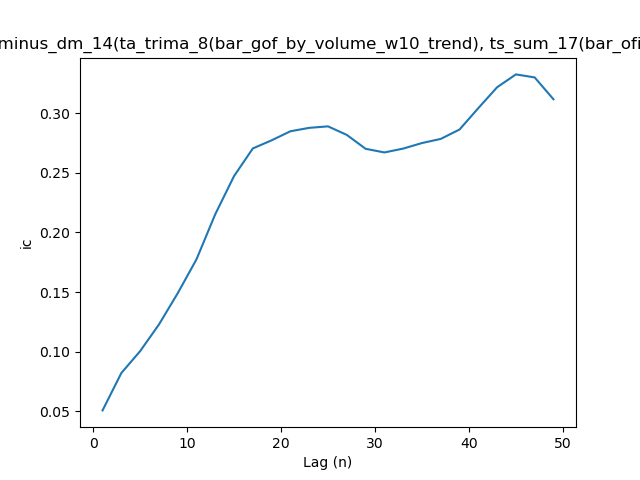 minus_dm_14(ta_trima_8(bar_gof_by_volume_w10_trend), ts_sum_17(bar_ofi
0.30
0.25
0.20
0.15
0.10
0.05
ic
0 10 20 30 40 50
Lag (n)